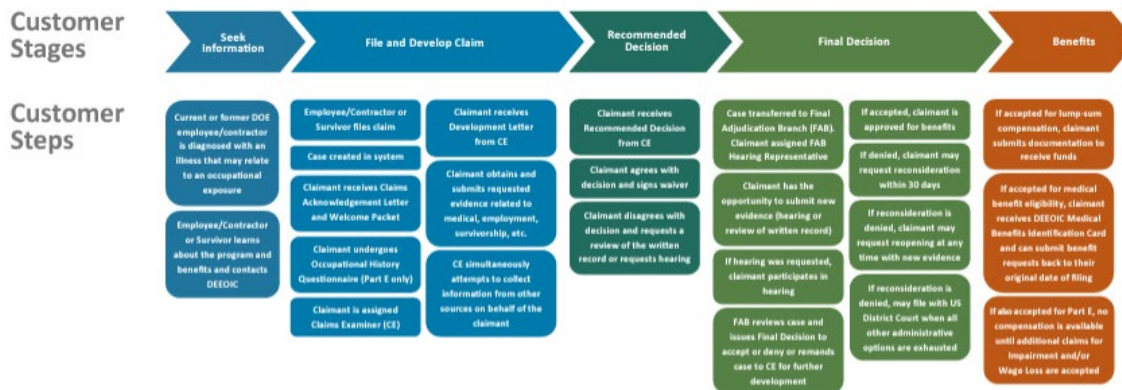 Customer
Stages
Seek
Information
File and Develop Claim
Recommended
Decision
Final Decision
Benefits
Customer
Steps
Current or former DOE
employee/contractor
is diagnosed with an
illness that may relate
to an occupational
exposure
Employee/Contractor
or Survivor learns
about the program and
benefits and contacts
DEEOIC
Employee/Contractor or
Survivor files claim
Case created in system
Claimant receives Claims
Acknowledgement Letter
and Welcome Packet
Claimant undergoes
Occupational History
Questionnaire (Part E only)
Claimant is assigned
Claims Examiner (CE)
Claimant receives
Development Letter
from CE
Claimant obtains and
submits requested
evidence related to
medical, employment,
survivorship, etc.
CE simultaneously
attempts to collect
information from other
sources on behalf of the
claimant
Claimant receives
Recommended Decision
from CE
Claimant agrees with
decision and signs waiver
Claimant disagrees with
decision and requests a
review of the written
record or requests hearing
Case transferred to Final
Adjudication Branch (FAB).
Claimant assigned FAB
Hearing Representative
Claimant has the
opportunity to submit new
evidence (hearing or
review of written record)
If hearing was requested,
claimant participates in
hearing
FAB reviews case and
issues Final Decision to
accept or deny or remands
case to CE for further
development
If accepted, claimant is
approved for benefits
If denied, claimant may
request reconsideration
within 30 days
If reconsideration is
denied, claimant may
request reopening at any
time with new evidence
If reconsideration is
denied, may file with US
District Court when all
other administrative
options are exhausted
If accepted for lump-sum
compensation, claimant
submits documentation to
receive funds
If accepted for medical
benefit eligibility, claimant
receives DEEOIC Medical
Benefits Identification Card
and can submit benefit
requests back to their
original date of filing
If also accepted for Part E, no
compensation is available
until additional claims for
Impairment and/or
Wage Loss are accepted